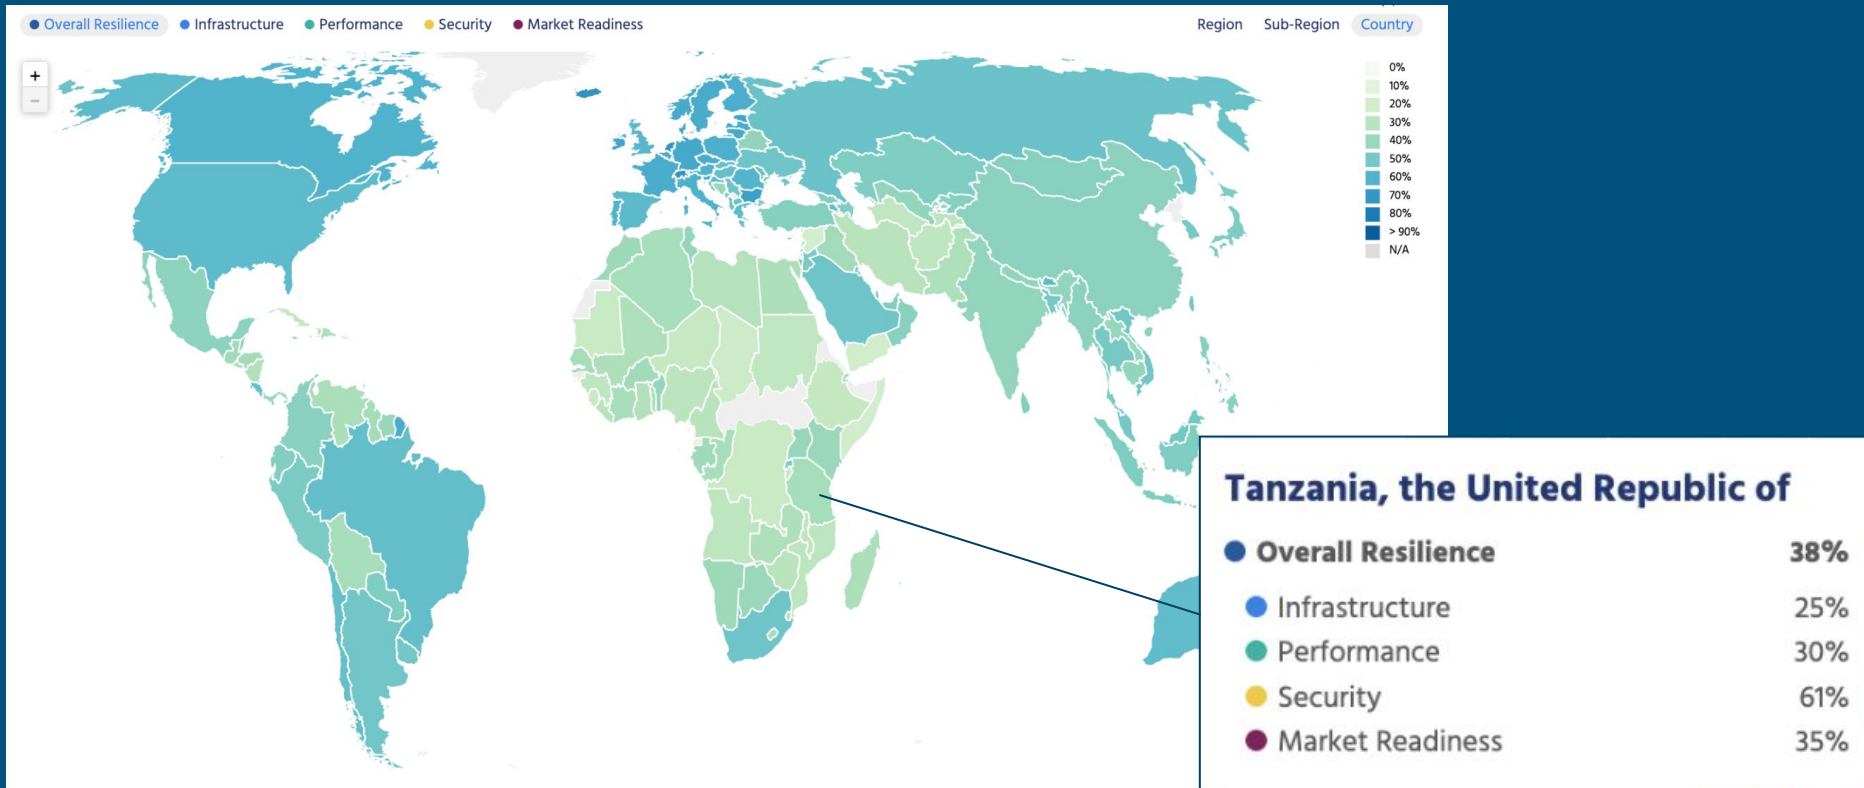 Overall Resilience Infrastructure Performance Security Market Readiness
Region Sub-Region Country
+
−
0%
10%
20%
30%
40%
50%
60%
70%
80%
> 90%
N/A
Tanzania, the United Republic of
Overall Resilience 38%
Infrastructure 25%
Performance 30%
Security 61%
Market Readiness 35%